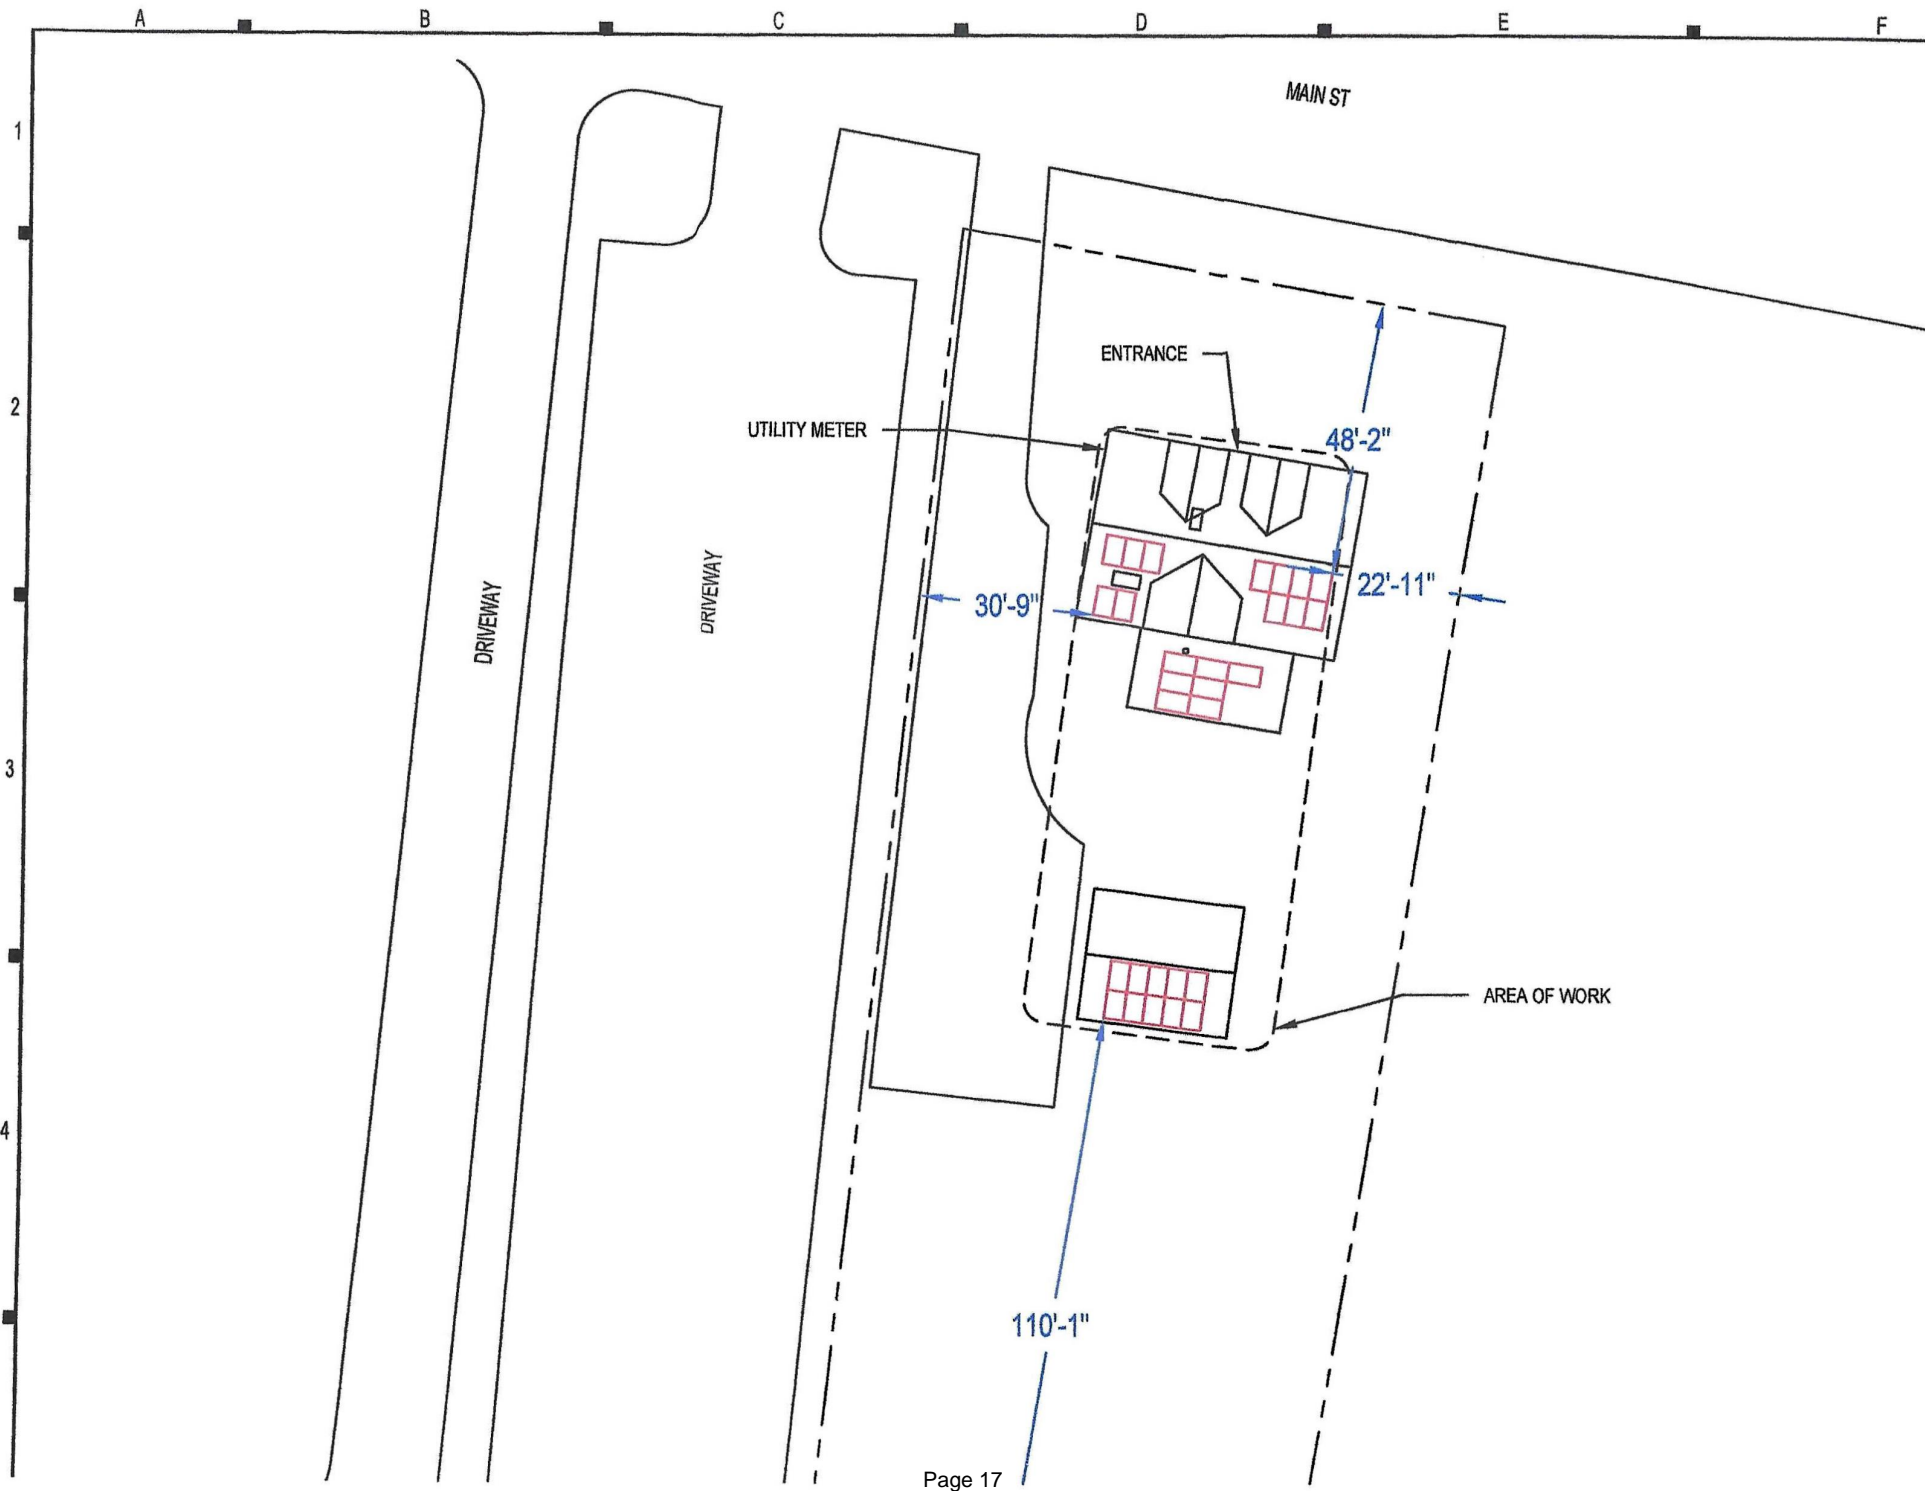 A B C D E F
MAIN ST
1
ENTRANCE
2
UTILITY METER
48'-2"
22'-11"
30'-9"
DRIVEWAY
DRIVEWAY
3
AREA OF WORK
4
110'-1"
Page 17